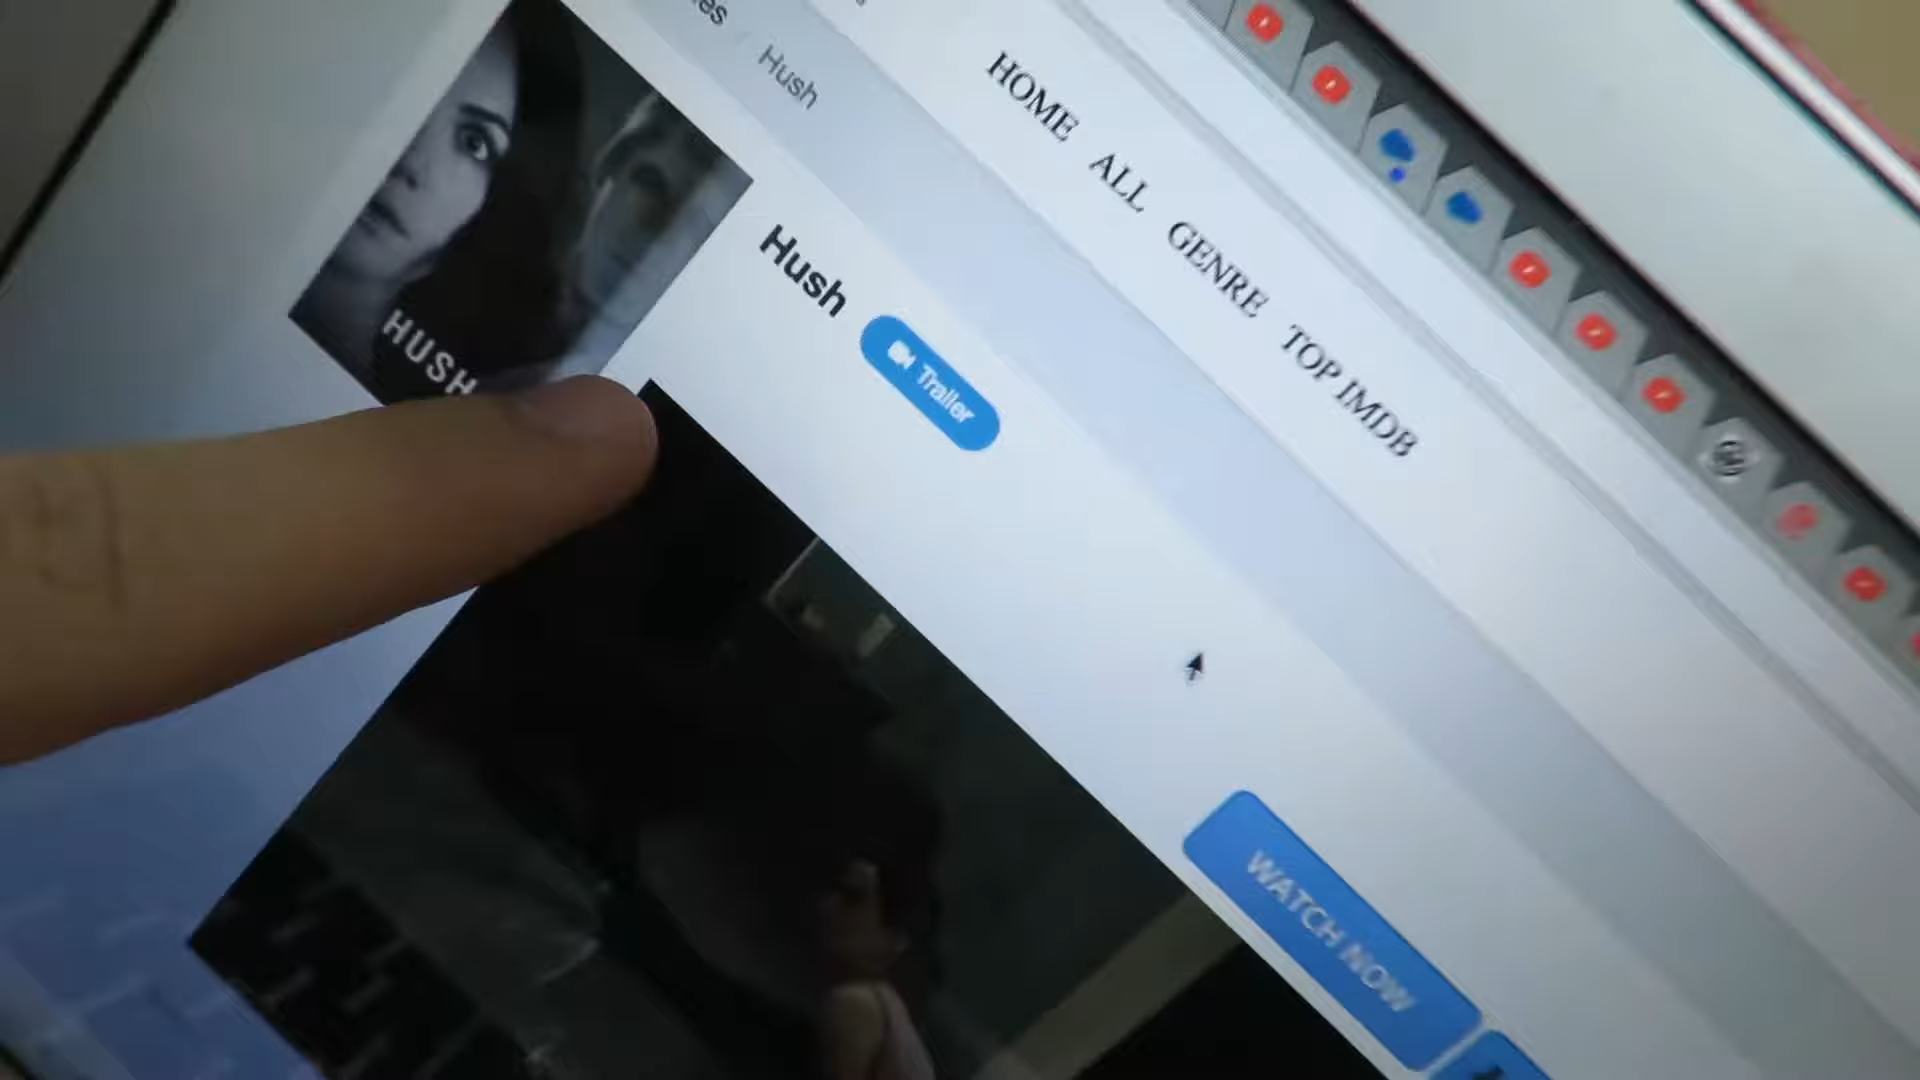 HOME ALL GENRE TOP IMDB
Hush
HUSH
Hush
Trailer
WATCH NOW